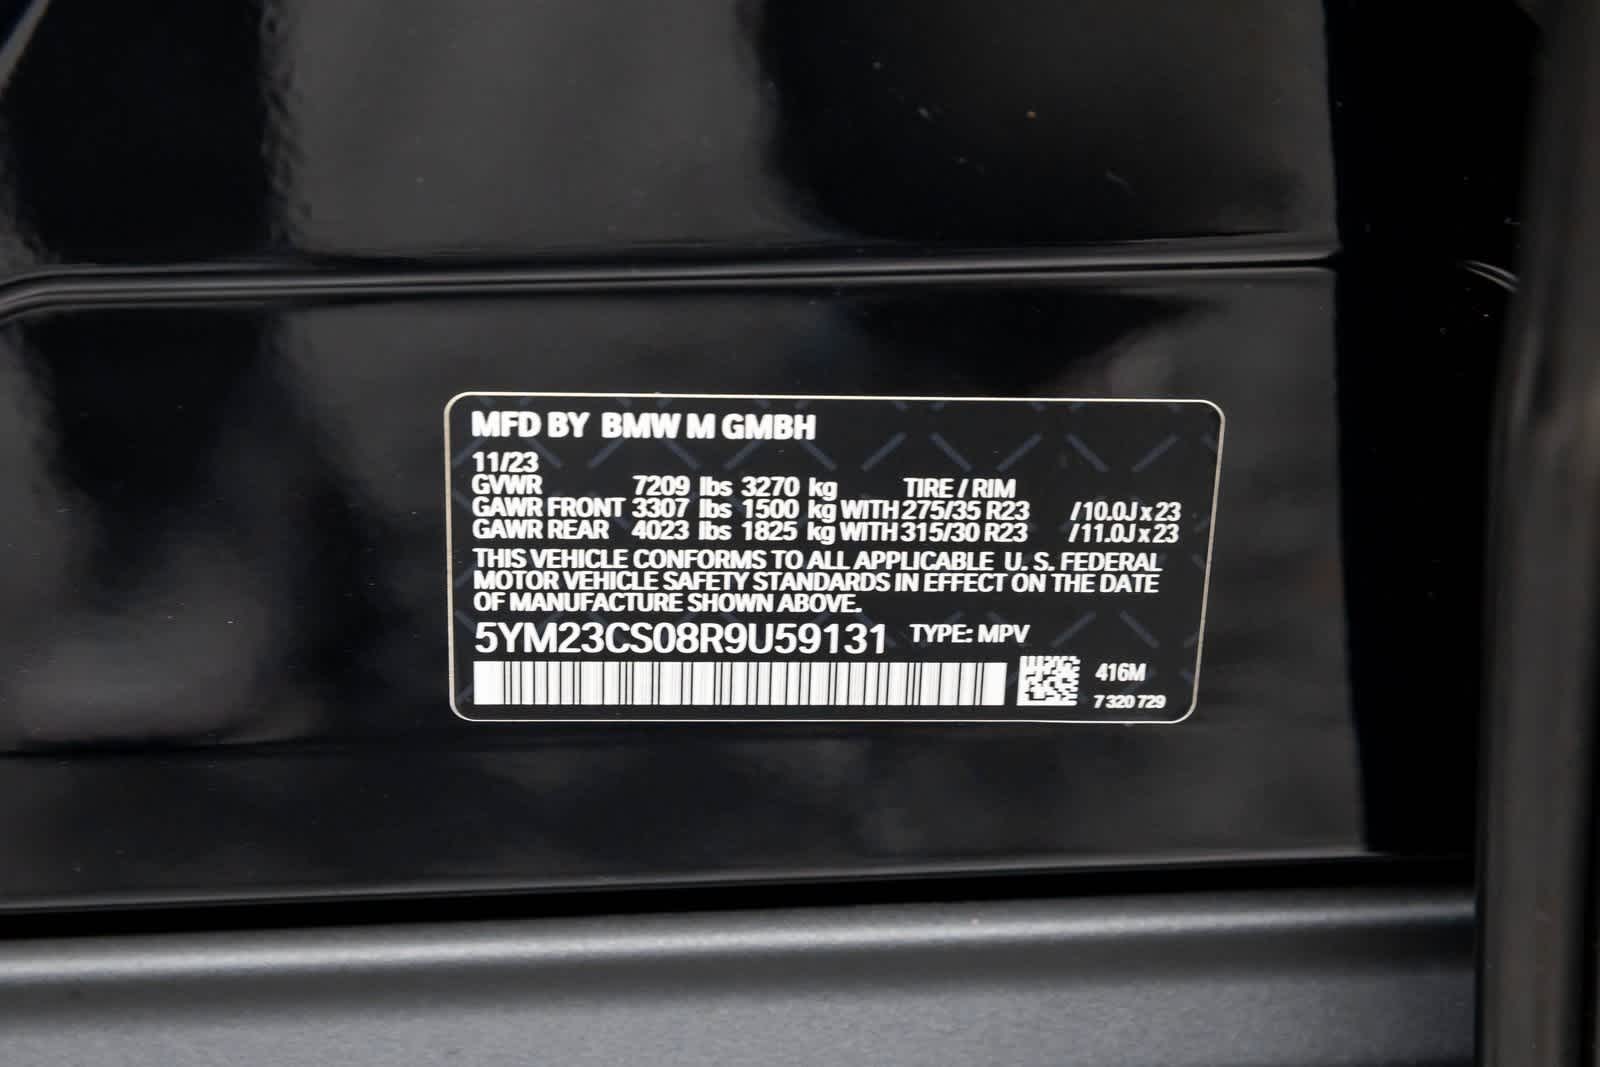 MFD BY BMW M GMBH
11/23
GVWR 7209 lbs 3270 kg TIRE / RIM
GAWR FRONT 3307 lbs 1500 kg WITH 275/35 R23 /10.0J x 23
GAWR REAR 4023 lbs 1825 kg WITH 315/30 R23 /11.0J x 23
THIS VEHICLE CONFORMS TO ALL APPLICABLE U. S. FEDERAL
MOTOR VEHICLE SAFETY STANDARDS IN EFFECT ON THE DATE
OF MANUFACTURE SHOWN ABOVE.
5YM23CS08R9U59131 TYPE: MPV
416M
7 320 729